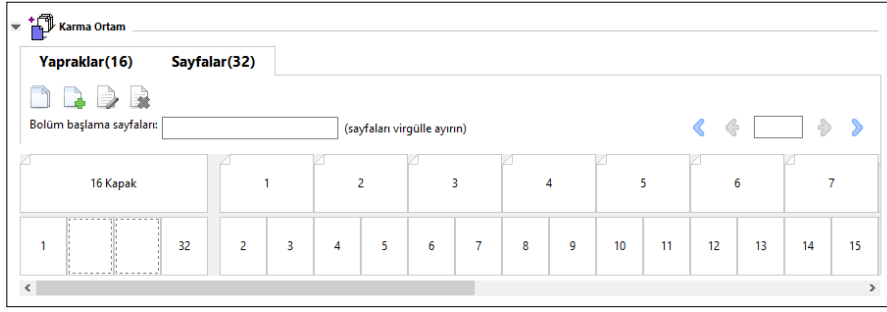 Karma Ortam
Yapraklar(16) Sayfalar(32)
Bolüm başlama sayfaları: (sayfaları virgülle ayırın)
16 Kapak 1 2 3 4 5 6 7
1 32 2 3 4 5 6 7 8 9 10 11 12 13 14 15